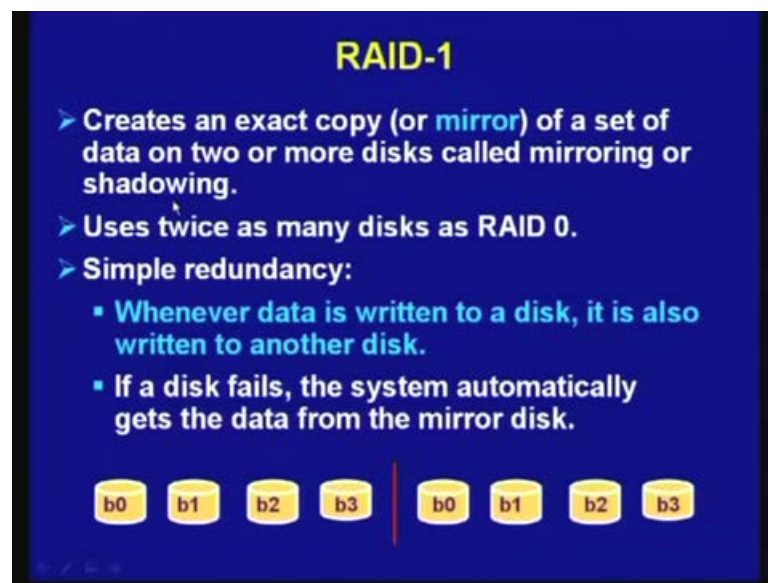 RAID-1
➢ Creates an exact copy (or mirror) of a set of
data on two or more disks called mirroring or
shadowing.
➢ Uses twice as many disks as RAID 0.
➢ Simple redundancy:
▪ Whenever data is written to a disk, it is also
written to another disk.
▪ If a disk fails, the system automatically
gets the data from the mirror disk.
b0 b1 b2 b3 b0 b1 b2 b3